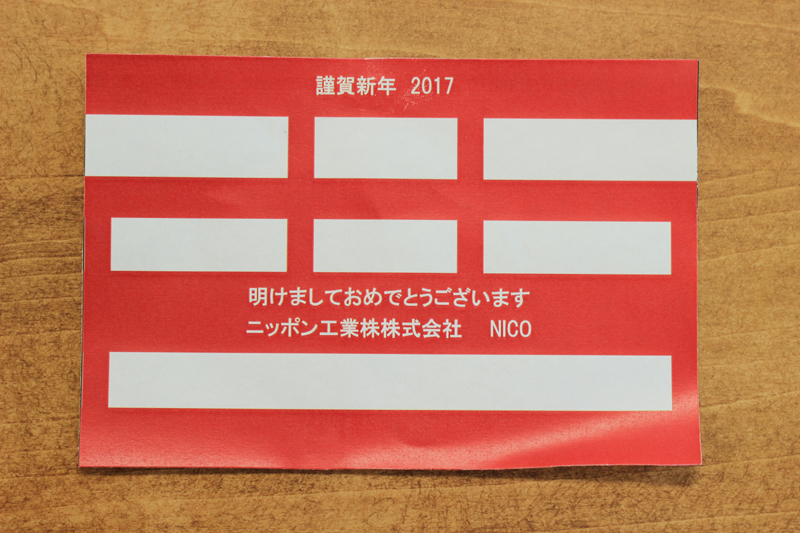 謹賀新年 2017
明けましておめでとうございます
ニッポン工業株株式会社 NICO